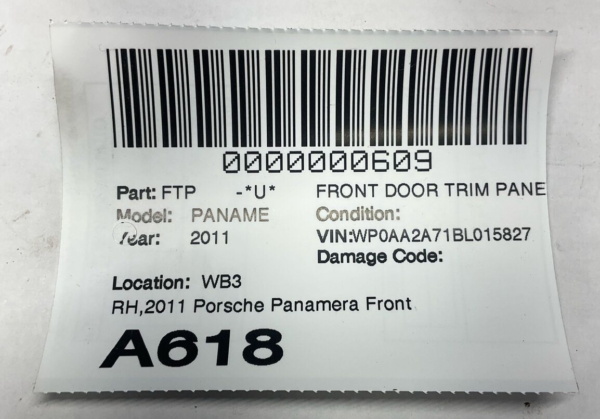 0000000609
Part: FTP -*U* FRONT DOOR TRIM PANE
Model: PANAME Condition:
Year: 2011 VIN:WP0AA2A71BL015827
Damage Code:
Location: WB3
RH,2011 Porsche Panamera Front
A618